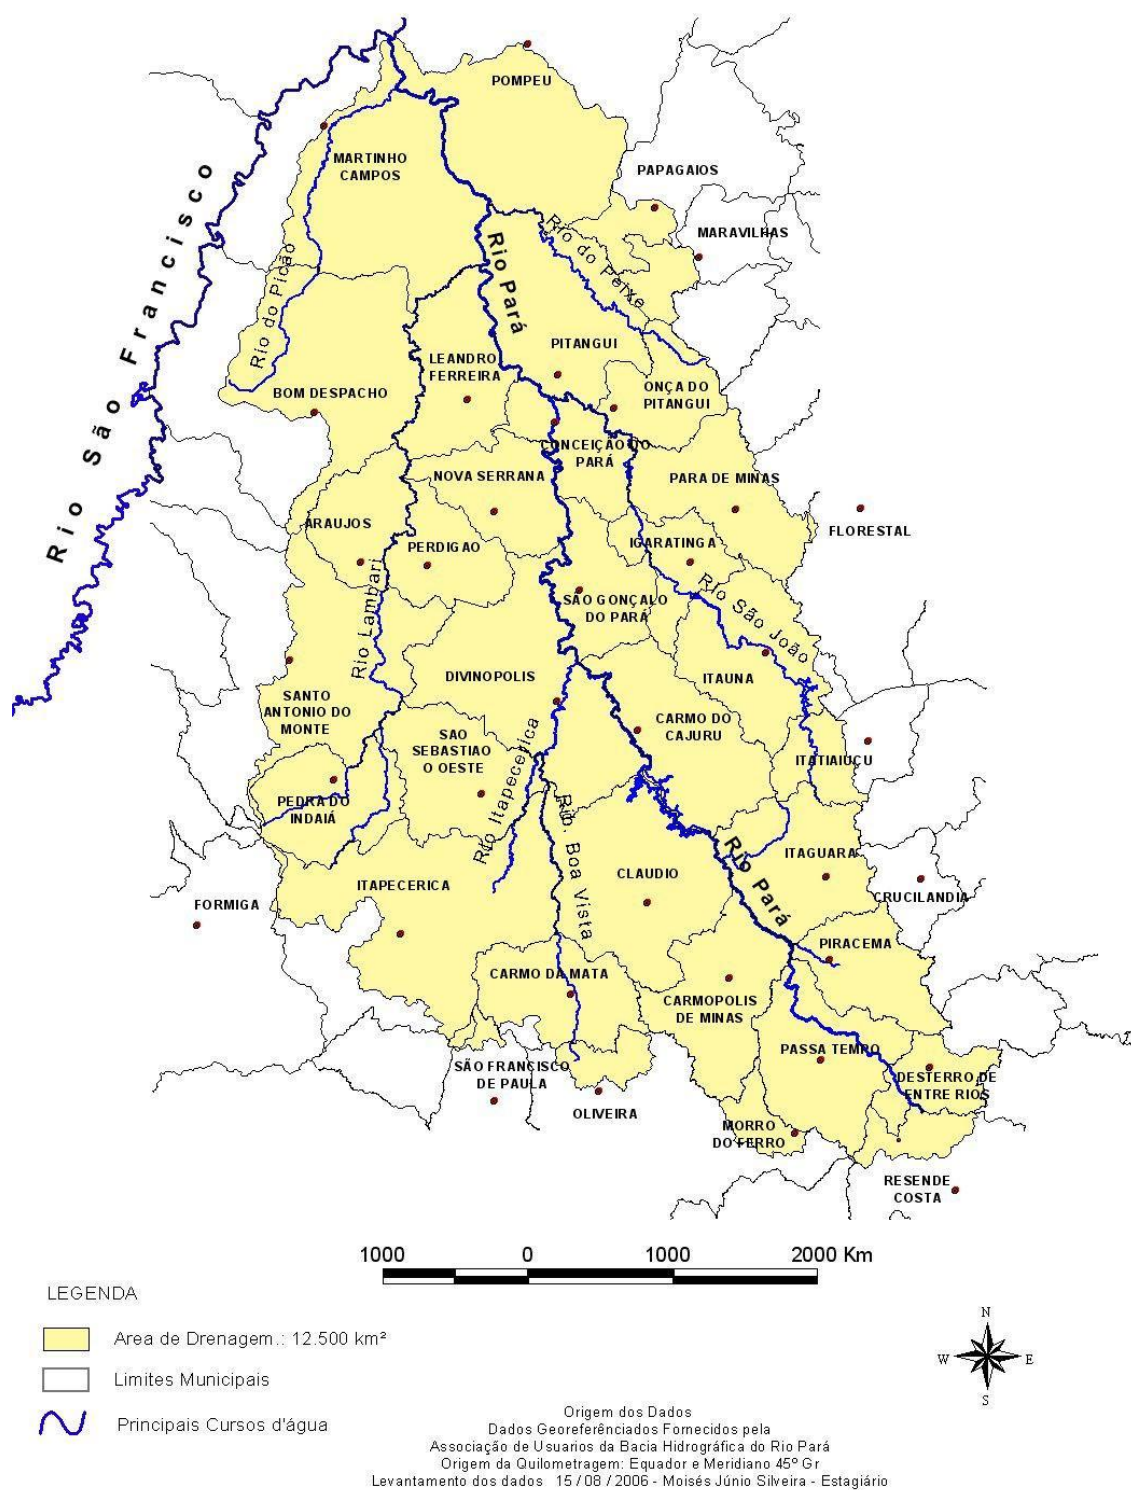 POMPEU
MARTINHO
CAMPOS
PAPAGAIOS
MARAVILHAS
Rio São Francisco
Rio do Picão
Rio Pará
Rio do Peixe
PITANGUI
LEANDRO
FERREIRA
BOM DESPACHO
ONÇA DO
PITANGUI
CONCEIÇÃO DO
PARÁ
NOVA SERRANA
PARA DE MINAS
ARAUJOS
PERDIGAO
IGARATINGA
FLORESTAL
Rio Lambari
SÃO GONÇALO
DO PARÁ
Rio São João
DIVINOPOLIS
ITAUNA
SANTO
ANTONIO DO
MONTE
SAO
SEBASTIAO
O OESTE
CARMO DO
CAJURU
ITATIAIUÇU
Rio Itapecerica
PEDRA DO
INDAIÁ
Rib. Boa Vista
Rio Pará
ITAGUARA
ITAPECERICA
CLAUDIO
FORMIGA
CRUCILANDIA
PIRACEMA
CARMO DA MATA
CARMOPOLIS
DE MINAS
PASSA TEMPO
SÃO FRANCISCO
DE PAULA
DESTERRO DE
ENTRE RIOS
OLIVEIRA
MORRO
DO FERRO
RESENDE
COSTA
1000 0 1000 2000 Km
LEGENDA
Area de Drenagem.: 12.500 km²
Limites Municipais
Principais Cursos d'água
N
W E
S
Origem dos Dados
Dados Georeferênciados Fornecidos pela
Associação de Usuarios da Bacia Hidrográfica do Rio Pará
Origem da Quilometragem: Equador e Meridiano 45º Gr
Levantamento dos dados 15 / 08 / 2006 - Moisés Júnio Silveira - Estagiário